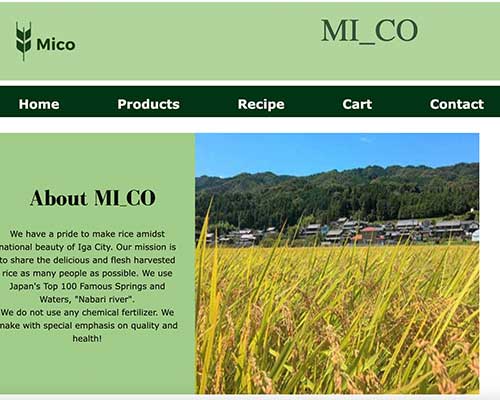 Mico
MI_CO
Home Products Recipe Cart Contact
About MI_CO
We have a pride to make rice amidst
national beauty of Iga City. Our mission is
to share the delicious and flesh harvested
rice as many people as possible. We use
Japan's Top 100 Famous Springs and
Waters, "Nabari river".
We do not use any chemical fertilizer. We
make with special emphasis on quality and
health!